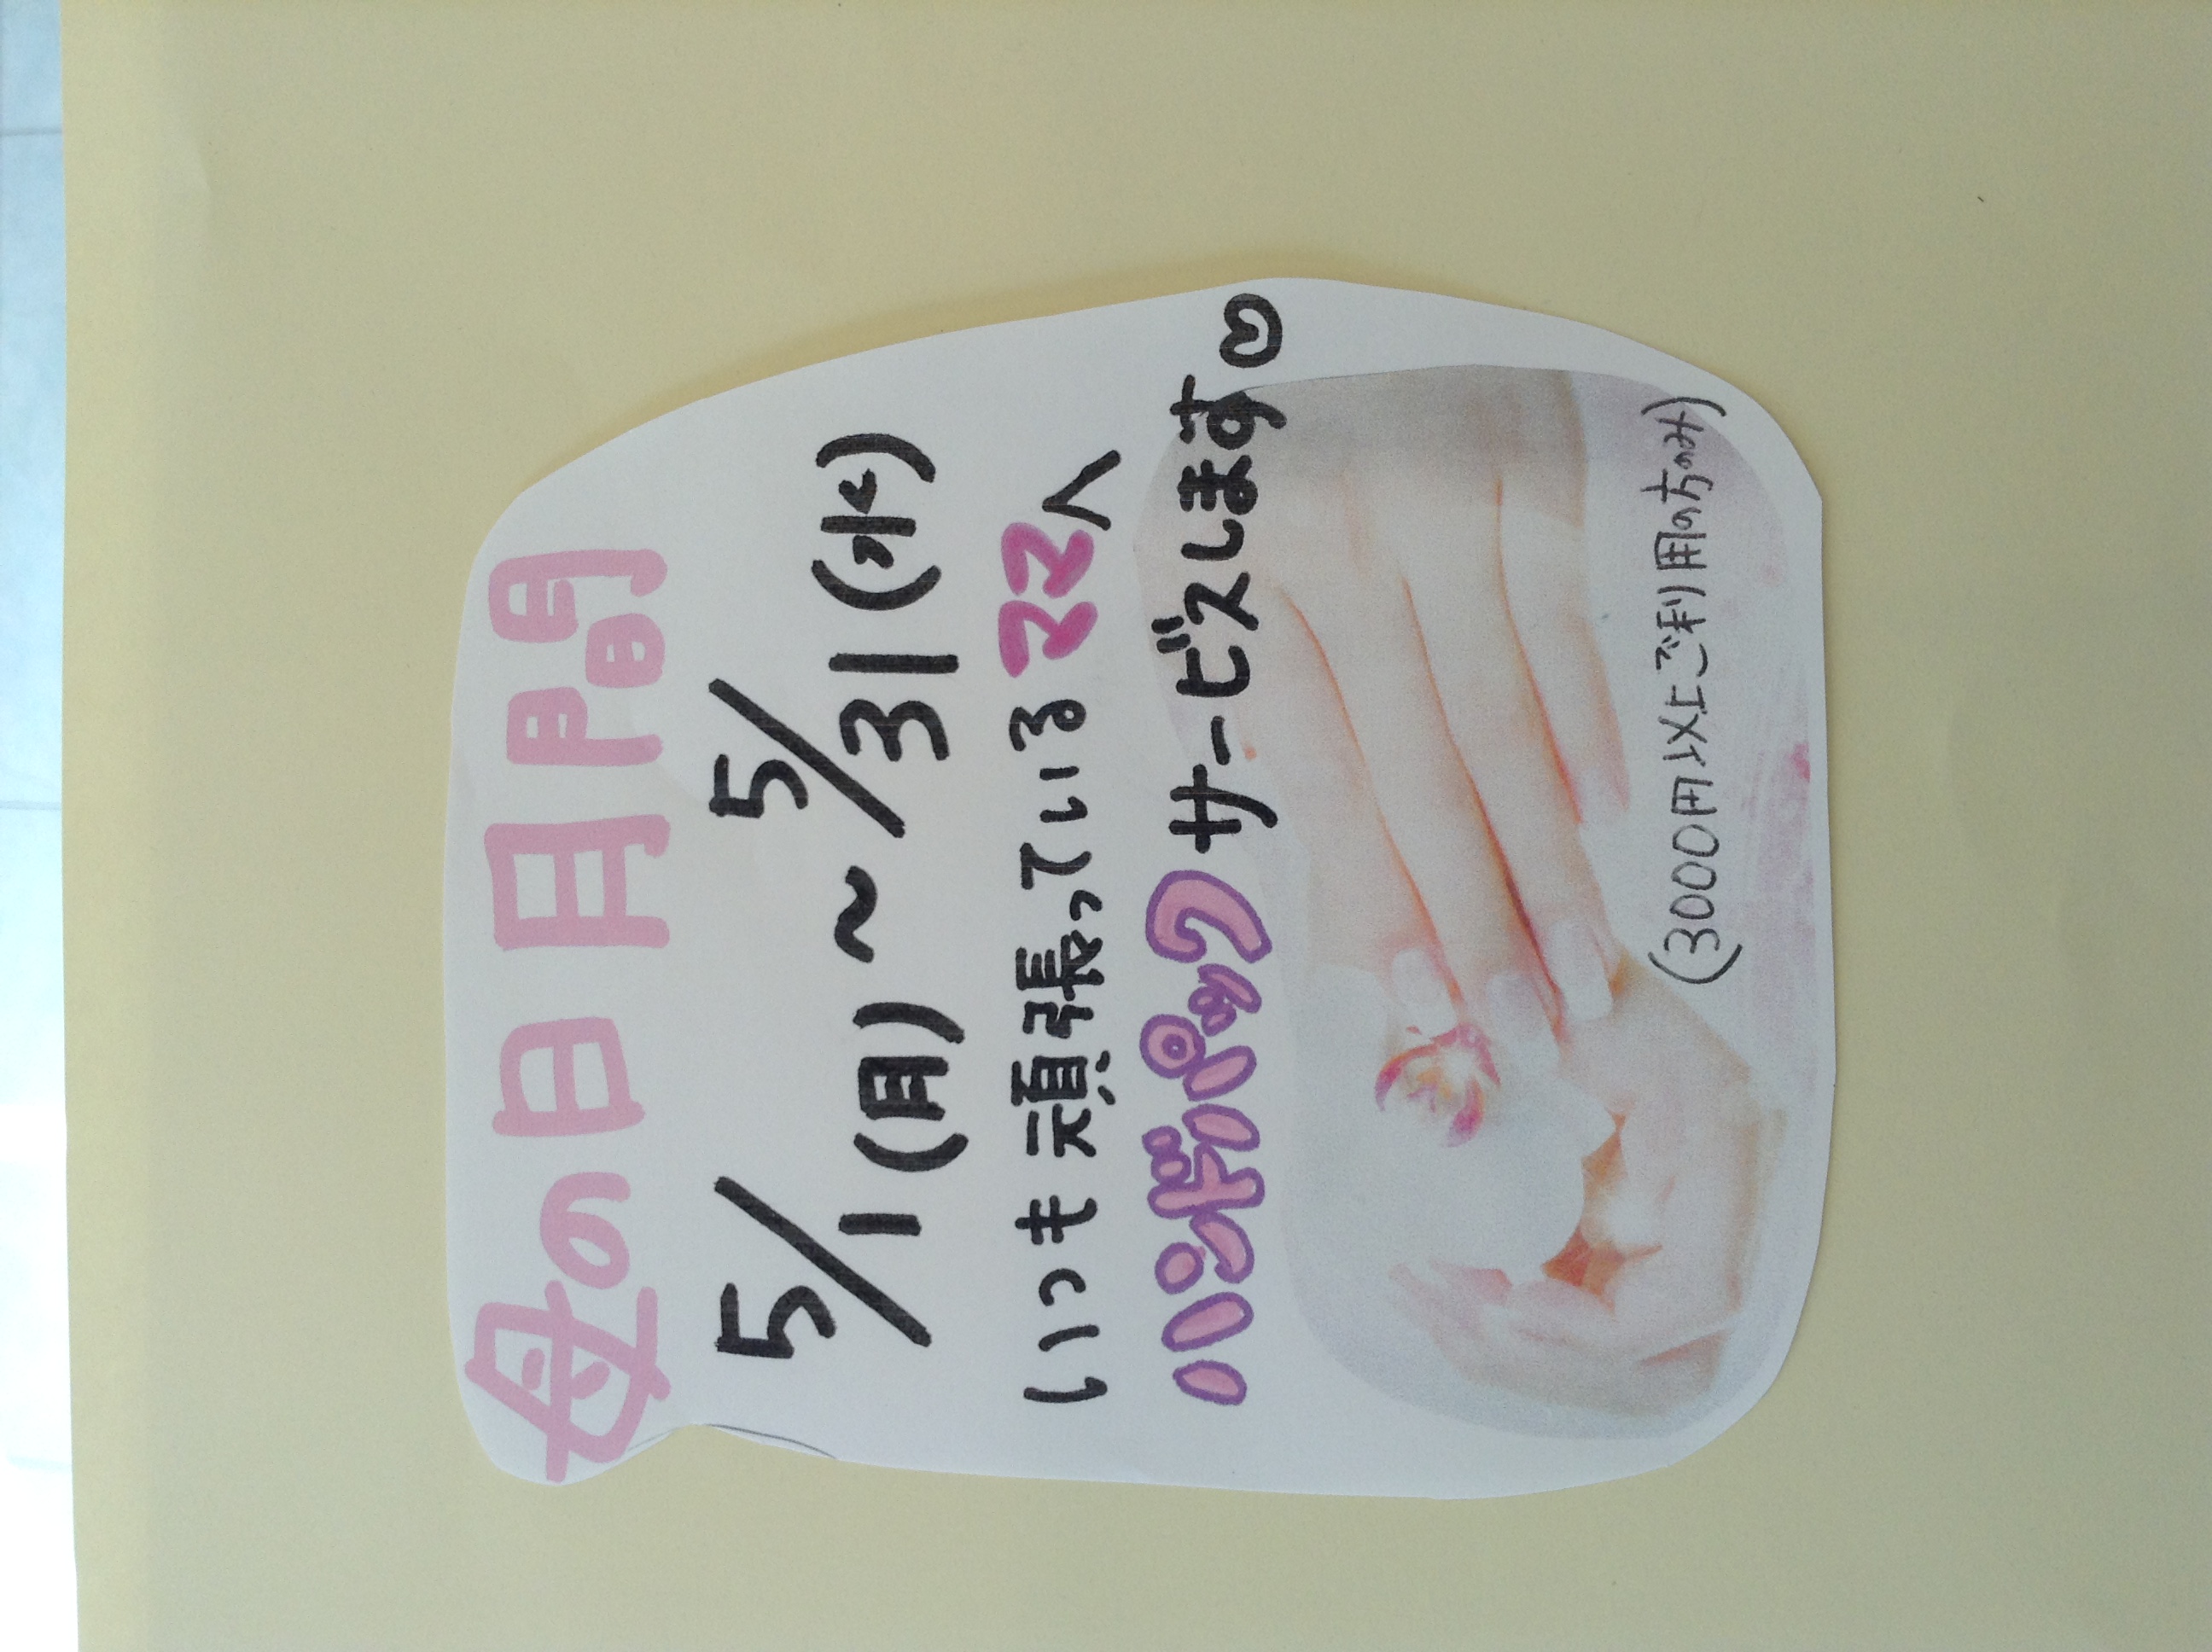 母の日月間
5/1(月)～5/31(水)
いつも頑張っているママへ
ハンドパックサービスします♡
(3000円以上ご利用の方のみ)